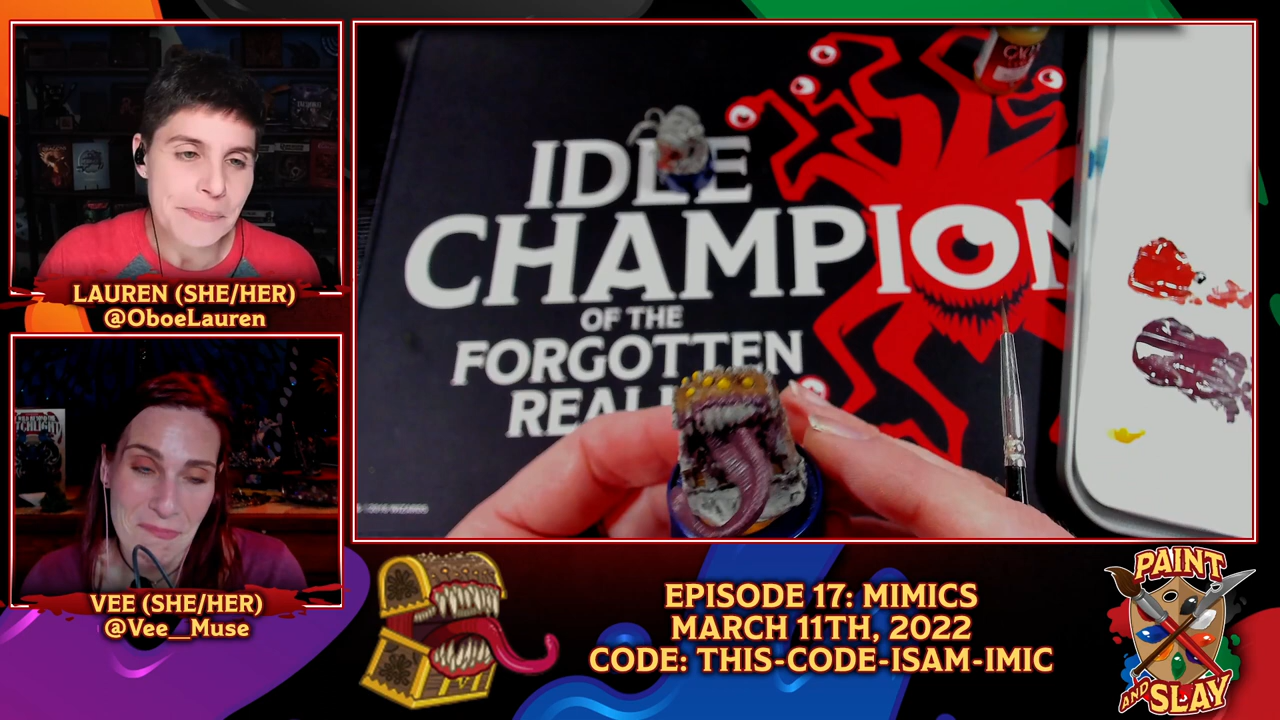 LAUREN (SHE/HER)
@OboeLauren
VEE (SHE/HER)
@Vee__Muse
IDLE
CHAMPION
OF THE
FORGOTTEN
REAL
EPISODE 17: MIMICS
MARCH 11TH, 2022
CODE: THIS-CODE-ISAM-IMIC
PAINT
AND SLAY